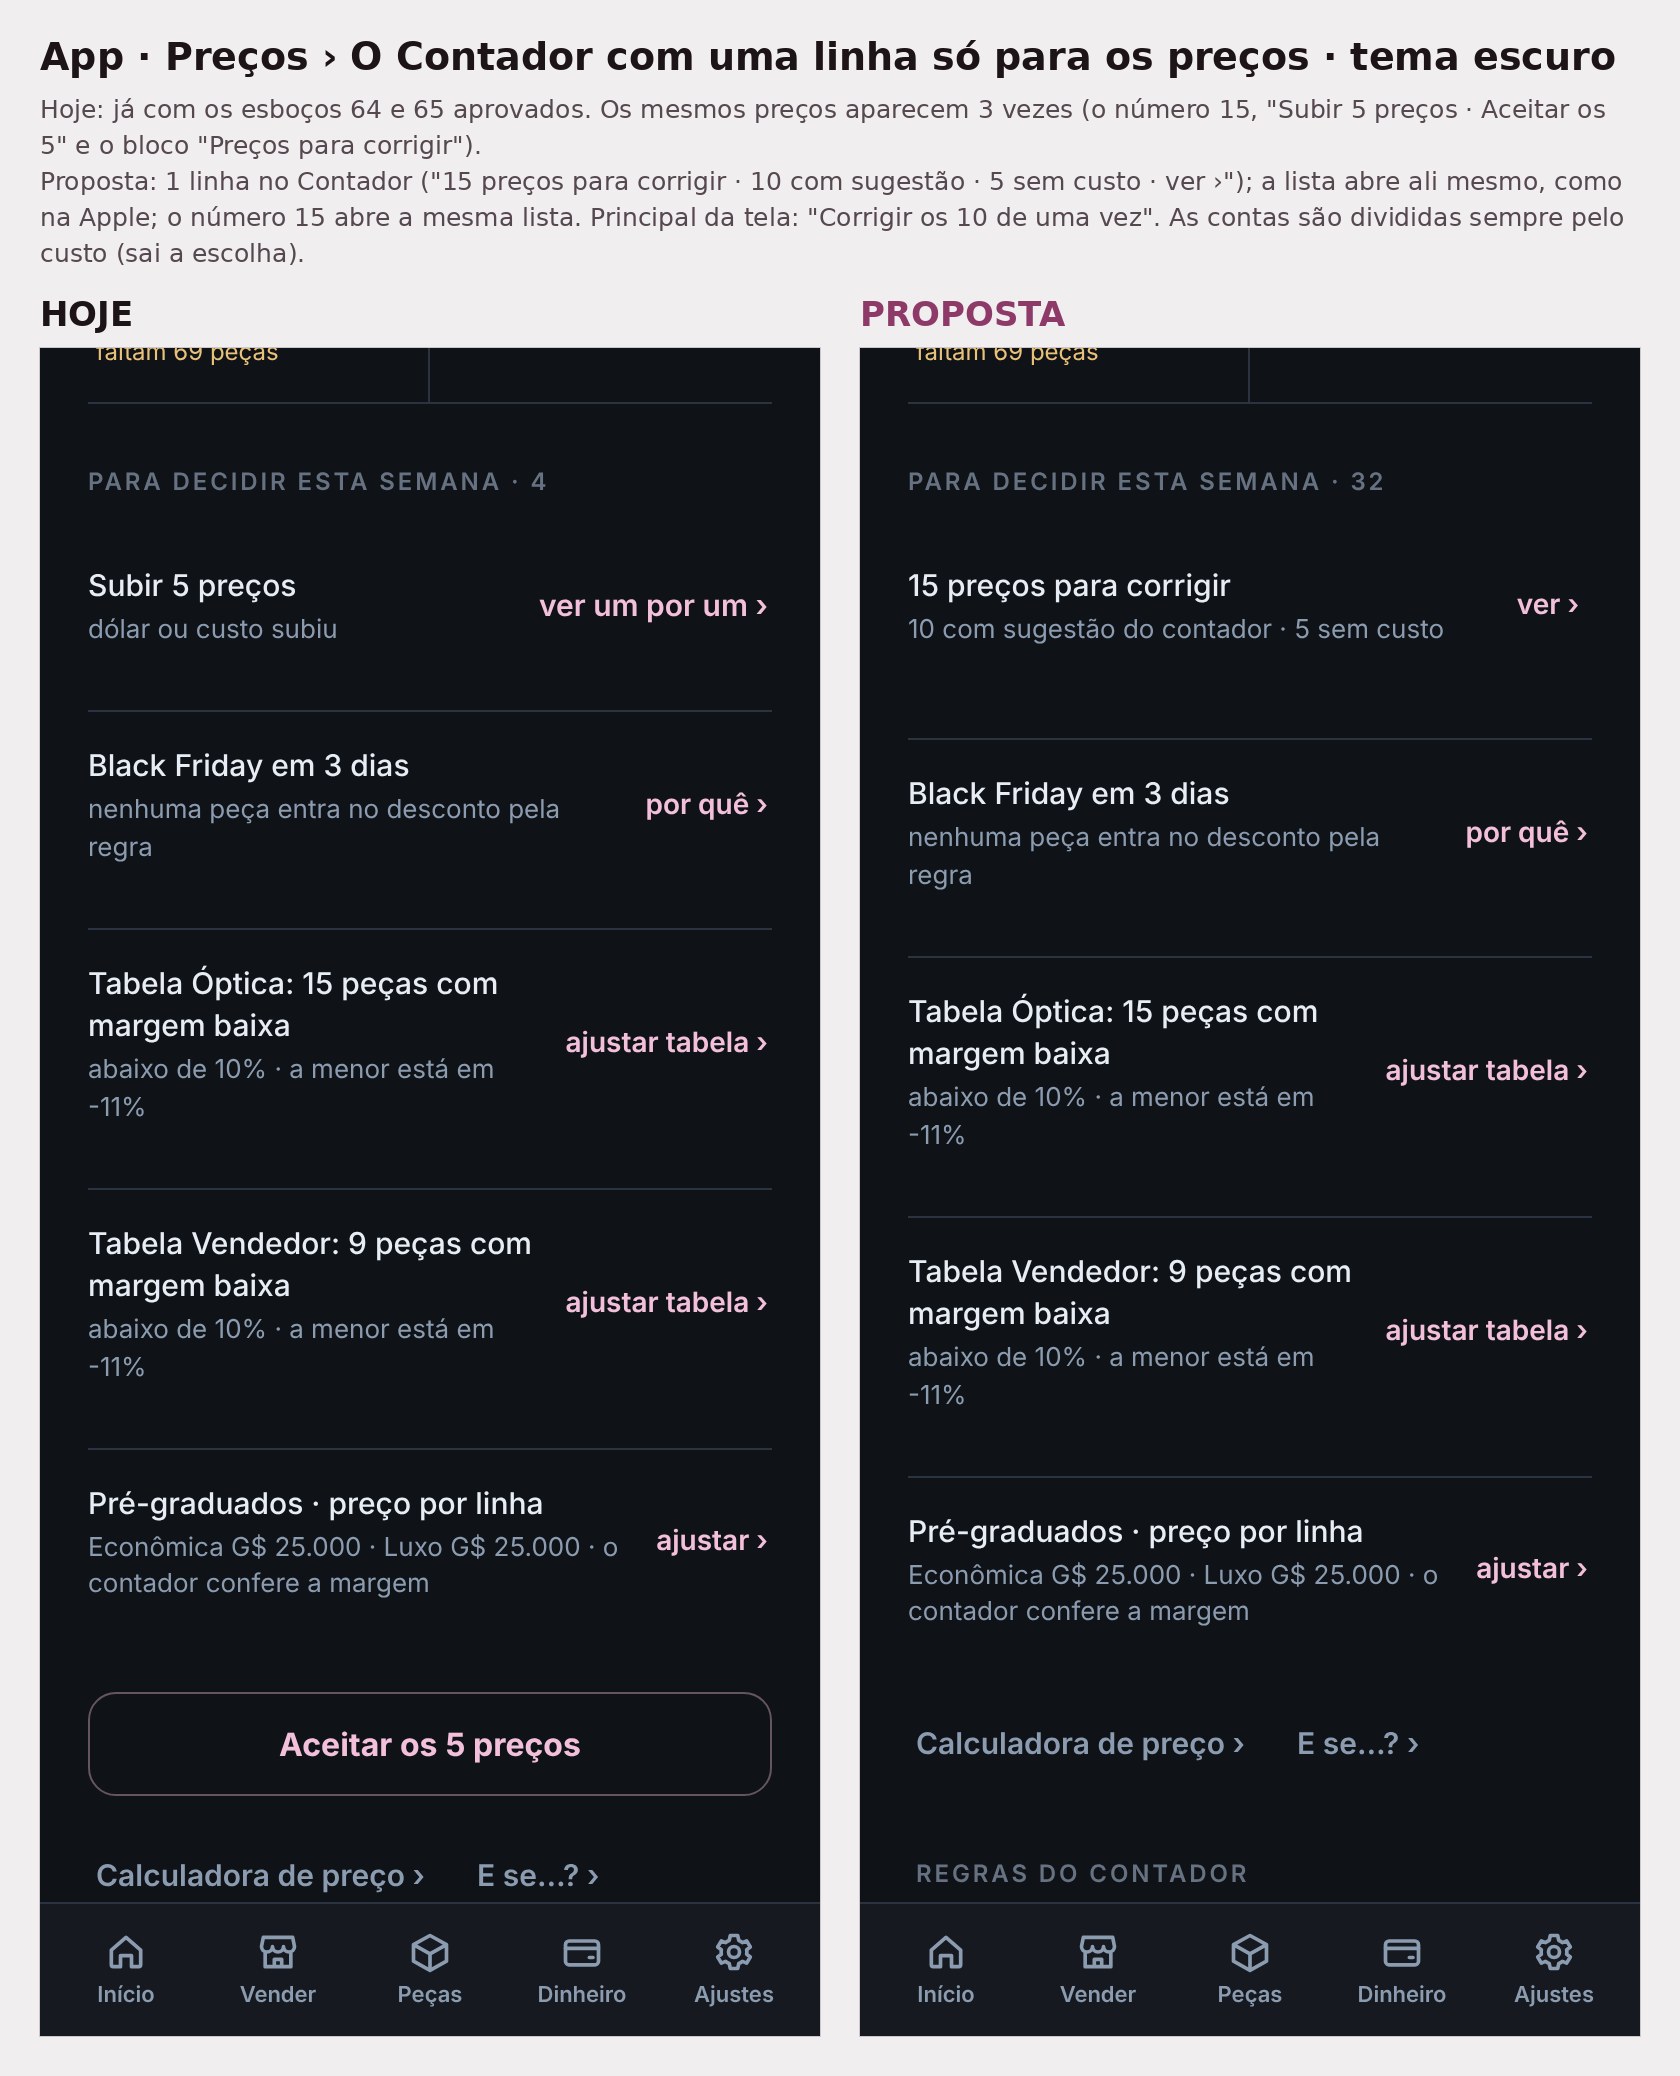 App · Preços › O Contador com uma linha só para os preços · tema escuro
Hoje: já com os esboços 64 e 65 aprovados. Os mesmos preços aparecem 3 vezes (o número 15, "Subir 5 preços · Aceitar os
5" e o bloco "Preços para corrigir").
Proposta: 1 linha no Contador ("15 preços para corrigir · 10 com sugestão · 5 sem custo · ver ›"); a lista abre ali mesmo, como
na Apple; o número 15 abre a mesma lista. Principal da tela: "Corrigir os 10 de uma vez". As contas são divididas sempre pelo
custo (sai a escolha).
HOJE
faltam 69 peças
PARA DECIDIR ESTA SEMANA · 4
Subir 5 preços
dólar ou custo subiu
ver um por um ›
Black Friday em 3 dias
nenhuma peça entra no desconto pela
regra
por quê ›
Tabela Óptica: 15 peças com
margem baixa
abaixo de 10% · a menor está em
-11%
ajustar tabela ›
Tabela Vendedor: 9 peças com
margem baixa
abaixo de 10% · a menor está em
-11%
ajustar tabela ›
Pré-graduados · preço por linha
Econômica G$ 25.000 · Luxo G$ 25.000 · o
contador confere a margem
ajustar ›
Aceitar os 5 preços
Calculadora de preço ›
E se...? ›
Início
Vender
Peças
Dinheiro
Ajustes
PROPOSTA
faltam 69 peças
PARA DECIDIR ESTA SEMANA · 32
15 preços para corrigir
10 com sugestão do contador · 5 sem custo
ver ›
Black Friday em 3 dias
nenhuma peça entra no desconto pela
regra
por quê ›
Tabela Óptica: 15 peças com
margem baixa
abaixo de 10% · a menor está em
-11%
ajustar tabela ›
Tabela Vendedor: 9 peças com
margem baixa
abaixo de 10% · a menor está em
-11%
ajustar tabela ›
Pré-graduados · preço por linha
Econômica G$ 25.000 · Luxo G$ 25.000 · o
contador confere a margem
ajustar ›
Calculadora de preço ›
E se...? ›
REGRAS DO CONTADOR
Início
Vender
Peças
Dinheiro
Ajustes